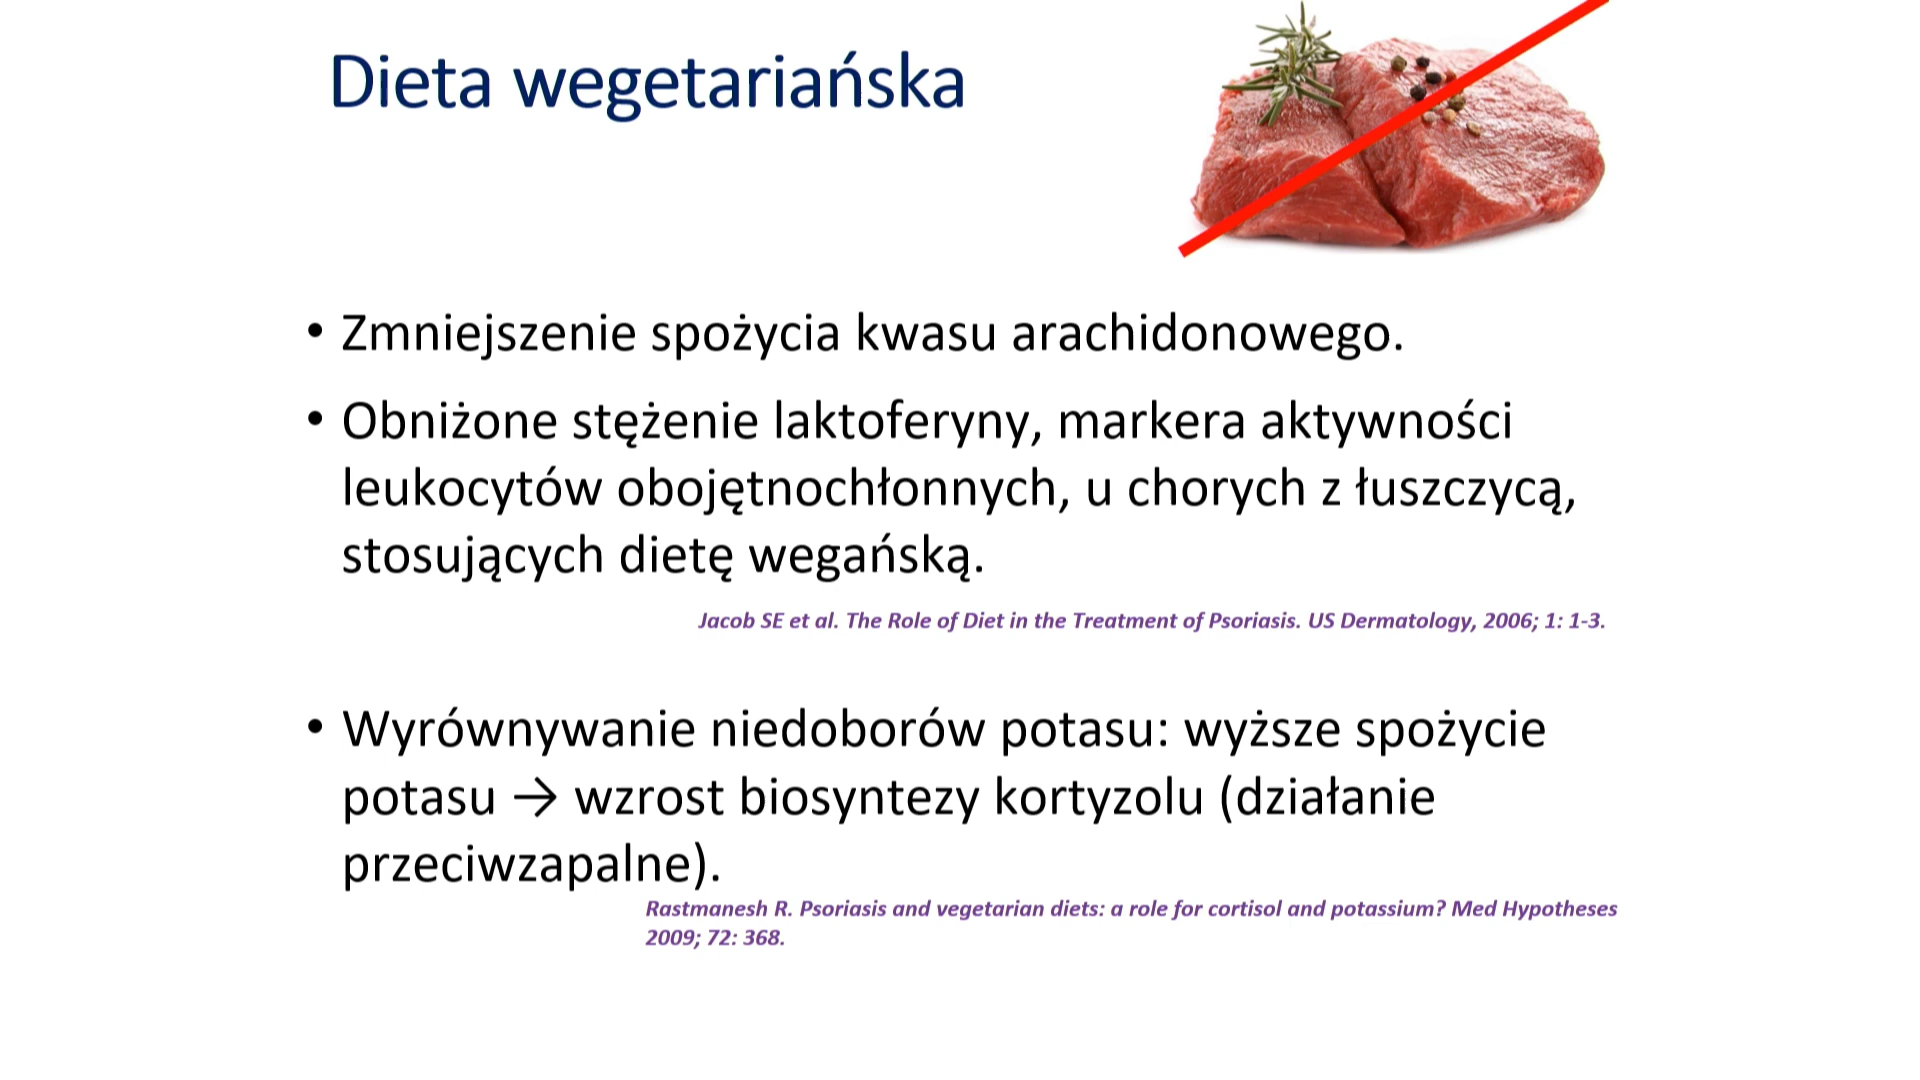 Dieta wegetariańska
• Zmniejszenie spożycia kwasu arachidonowego.
• Obniżone stężenie laktoferyny, markera aktywności
leukocytów obojętnochłonnych, u chorych z łuszczycą,
stosujących dietę wegańską.
Jacob SE et al. The Role of Diet in the Treatment of Psoriasis. US Dermatology, 2006; 1: 1-3.
• Wyrównywanie niedoborów potasu: wyższe spożycie
potasu → wzrost biosyntezy kortyzolu (działanie
przeciwzapalne).
Rastmanesh R. Psoriasis and vegetarian diets: a role for cortisol and potassium? Med Hypotheses
2009; 72: 368.